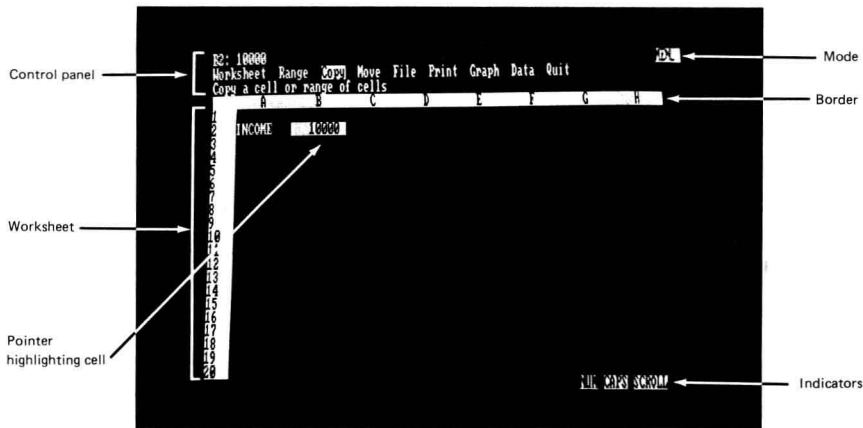 B2: 10000
Mode
Control panel
Worksheet Range Copy Move File Print Graph Data Quit
Copy a cell or range of cells
A B C D E F G H
Border
1
2 INCOME 10000
3
4
5
6
7
8
9
Worksheet
10
11
12
13
14
15
16
17
Pointer
highlighting cell
18
19
20
NUM CAPS SCROLL
Indicators